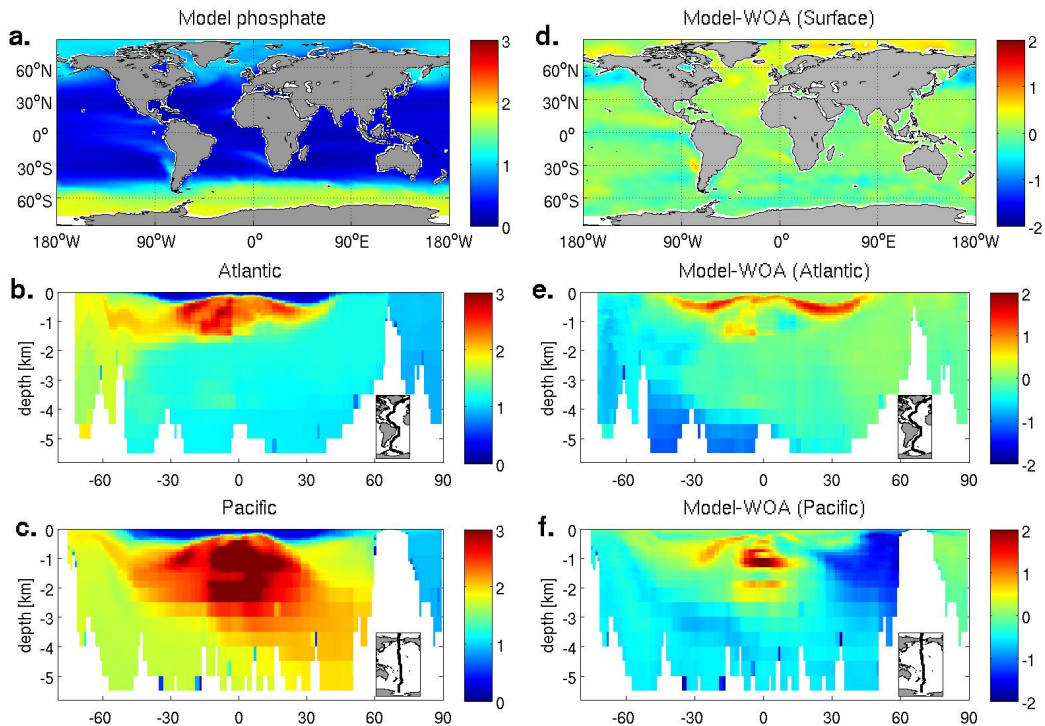 a.
Model phosphate
60°N
30°N
0°
30°S
60°S
180°W 90°W 0° 90°E 180°W
3
2
1
0
d.
Model-WOA (Surface)
60°N
30°N
0°
30°S
60°S
180°W 90°W 0° 90°E 180°W
2
1
0
-1
-2
b.
Atlantic
depth [km]
0
-1
-2
-3
-4
-5
-60 -30 0 30 60 90
3
2
1
0
e.
Model-WOA (Atlantic)
depth [km]
0
-1
-2
-3
-4
-5
-60 -30 0 30 60 90
2
1
0
-1
-2
c.
Pacific
depth [km]
0
-1
-2
-3
-4
-5
-60 -30 0 30 60 90
3
2
1
0
f.
Model-WOA (Pacific)
depth [km]
0
-1
-2
-3
-4
-5
-60 -30 0 30 60 90
2
1
0
-1
-2